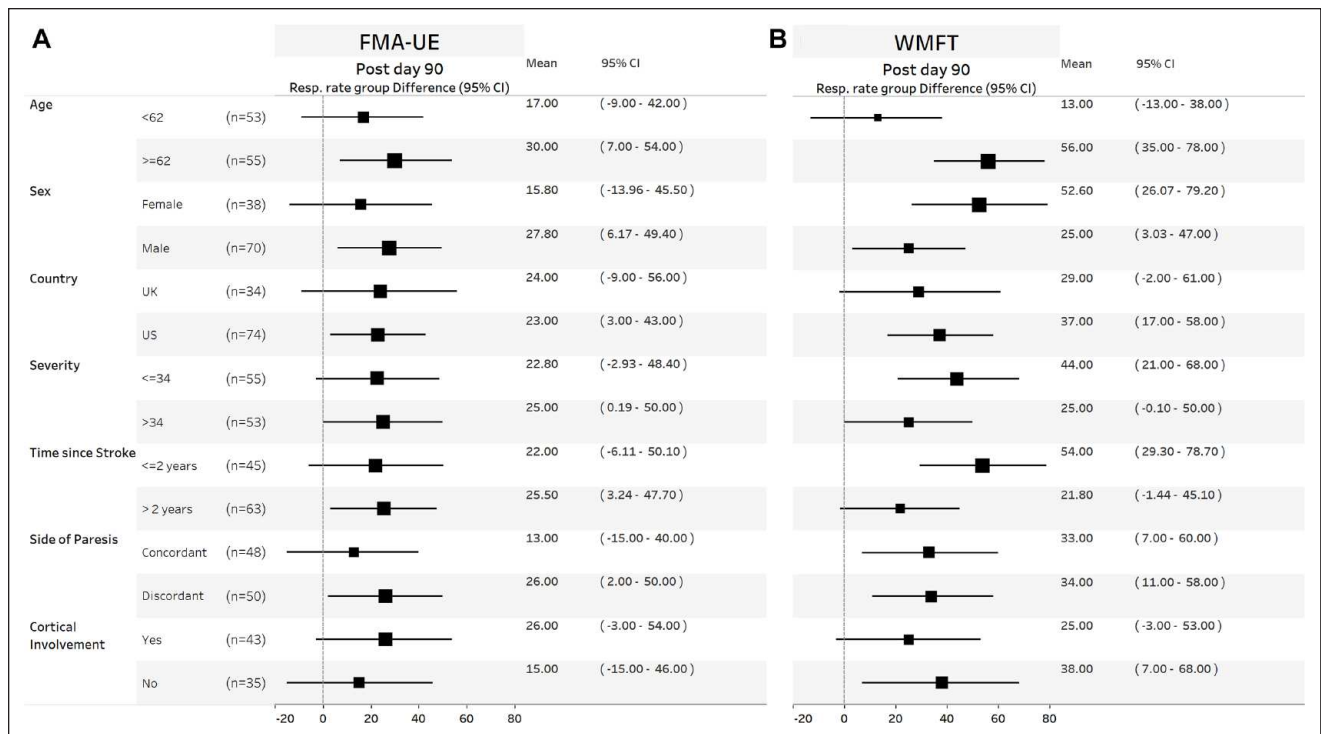 A FMA-UE B WMFT
Mean 95% CI Mean 95% CI
Post day 90 Post day 90
Resp. rate group Difference (95% CI) Resp. rate group Difference (95% CI)
Age
<62 (n=53) 17.00 (-9.00 - 42.00) 13.00 (-13.00 - 38.00)
>=62 (n=55) 30.00 (7.00 - 54.00) 56.00 (35.00 - 78.00)
Sex
Female (n=38) 15.80 (-13.96 - 45.50) 52.60 (26.07 - 79.20)
Male (n=70) 27.80 (6.17 - 49.40) 25.00 (3.03 - 47.00)
Country
UK (n=34) 24.00 (-9.00 - 56.00) 29.00 (-2.00 - 61.00)
US (n=74) 23.00 (3.00 - 43.00) 37.00 (17.00 - 58.00)
Severity
<=34 (n=55) 22.80 (-2.93 - 48.40) 44.00 (21.00 - 68.00)
>34 (n=53) 25.00 (0.19 - 50.00) 25.00 (-0.10 - 50.00)
Time since Stroke
<=2 years (n=45) 22.00 (-6.11 - 50.10) 54.00 (29.30 - 78.70)
> 2 years (n=63) 25.50 (3.24 - 47.70) 21.80 (-1.44 - 45.10)
Side of Paresis
Concordant (n=48) 13.00 (-15.00 - 40.00) 33.00 (7.00 - 60.00)
Discordant (n=50) 26.00 (2.00 - 50.00) 34.00 (11.00 - 58.00)
Cortical
Involvement
Yes (n=43) 26.00 (-3.00 - 54.00) 25.00 (-3.00 - 53.00)
No (n=35) 15.00 (-15.00 - 46.00) 38.00 (7.00 - 68.00)
-20 0 20 40 60 80 -20 0 20 40 60 80